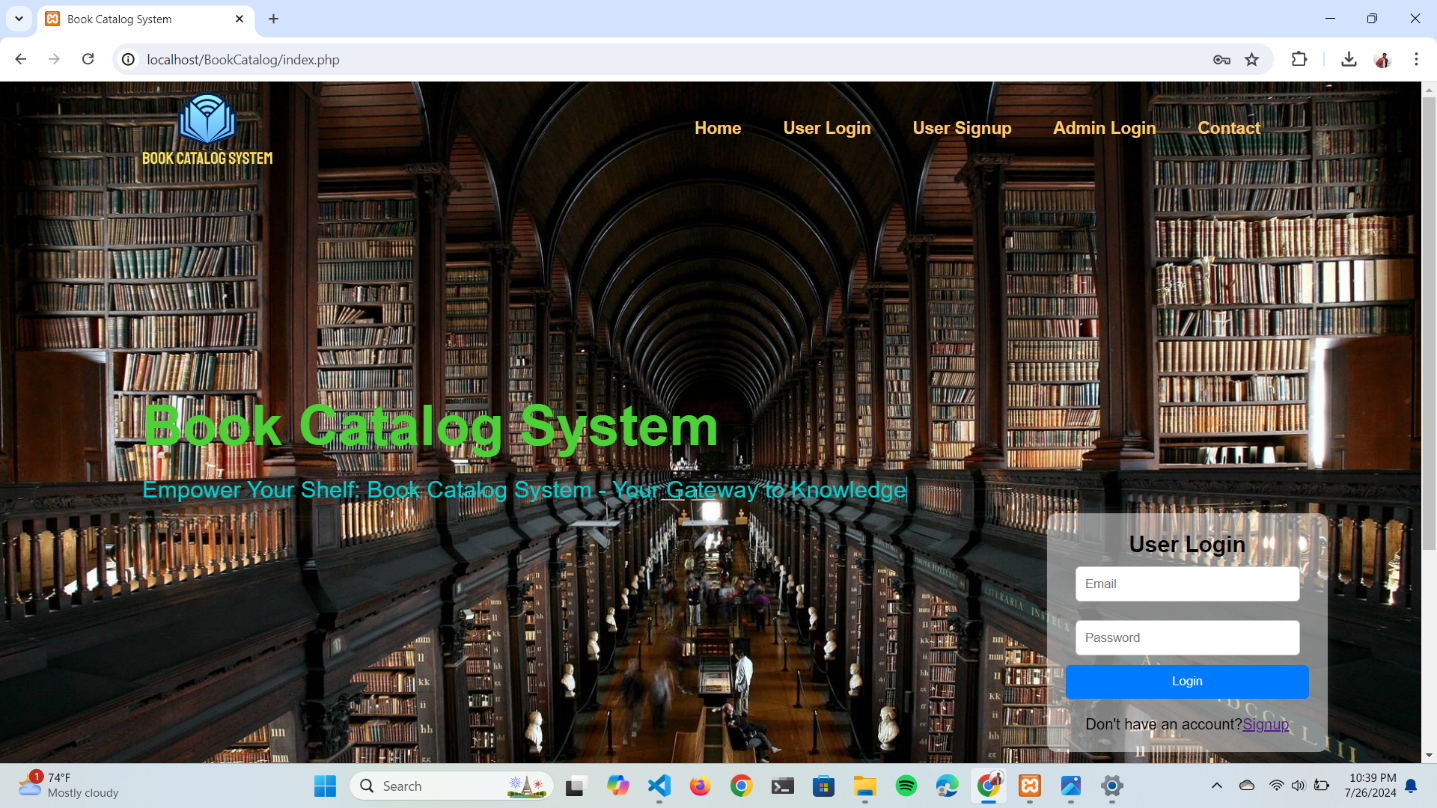 Book Catalog System
localhost/BookCatalog/index.php
BOOK CATALOG SYSTEM
Home User Login User Signup Admin Login Contact
Book Catalog System
Empower Your Shelf: Book Catalog System - Your Gateway to Knowledge
User Login
Email
Password
Login
Don't have an account?Signup
1
74°F
Mostly cloudy
Search
10:39 PM
7/26/2024